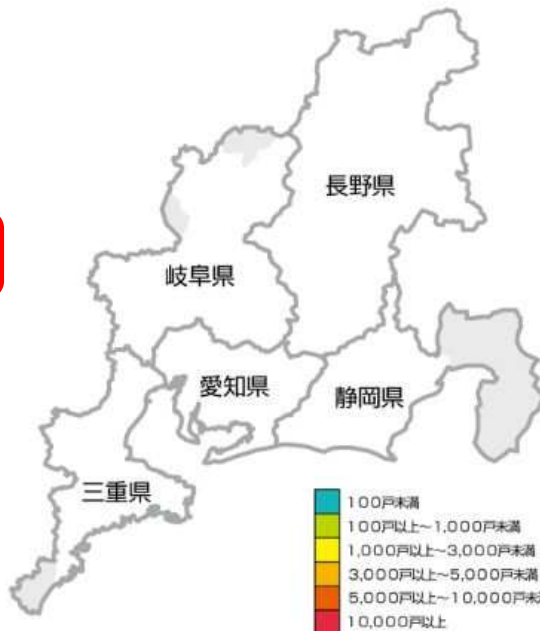 長野県
岐阜県
愛知県
静岡県
三重県
100戸未満
100戸以上～1,000戸未満
1,000戸以上～3,000戸未満
3,000戸以上～5,000戸未満
5,000戸以上～10,000戸未
10,000戸以上